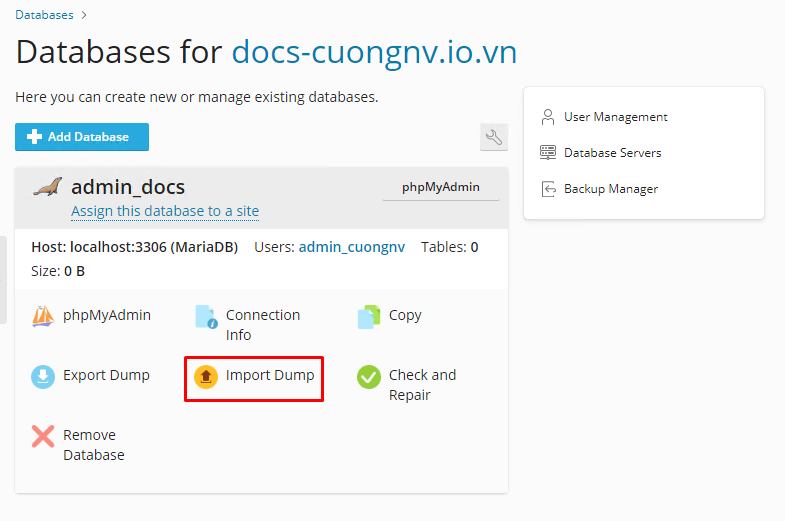 Databases >
Databases for docs-cuongnv.io.vn
Here you can create new or manage existing databases.
Add Database
admin_docs
phpMyAdmin
Assign this database to a site
Host: localhost:3306 (MariaDB) Users: admin_cuongnv Tables: 0
Size: 0 B
phpMyAdmin
Connection
Info
Copy
Export Dump
Import Dump
Check and
Repair
Remove
Database
User Management
Database Servers
Backup Manager